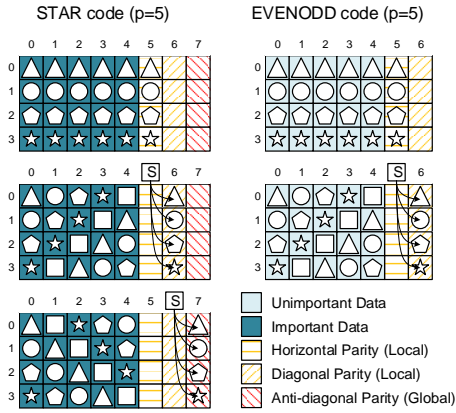 STAR code (p=5)
EVENODD code (p=5)
0 1 2 3 4 5 6 7
0 1 2 3 4 5 6
0
1
2
3
0
1
2
3
S
S
0 1 2 3 4 5 6 7
0 1 2 3 4 5 6
0
1
2
3
0
1
2
3
S
0 1 2 3 4 5 6 7
0
1
2
3
Unimportant Data
Important Data
Horizontal Parity (Local)
Diagonal Parity (Local)
Anti-diagonal Parity (Global)